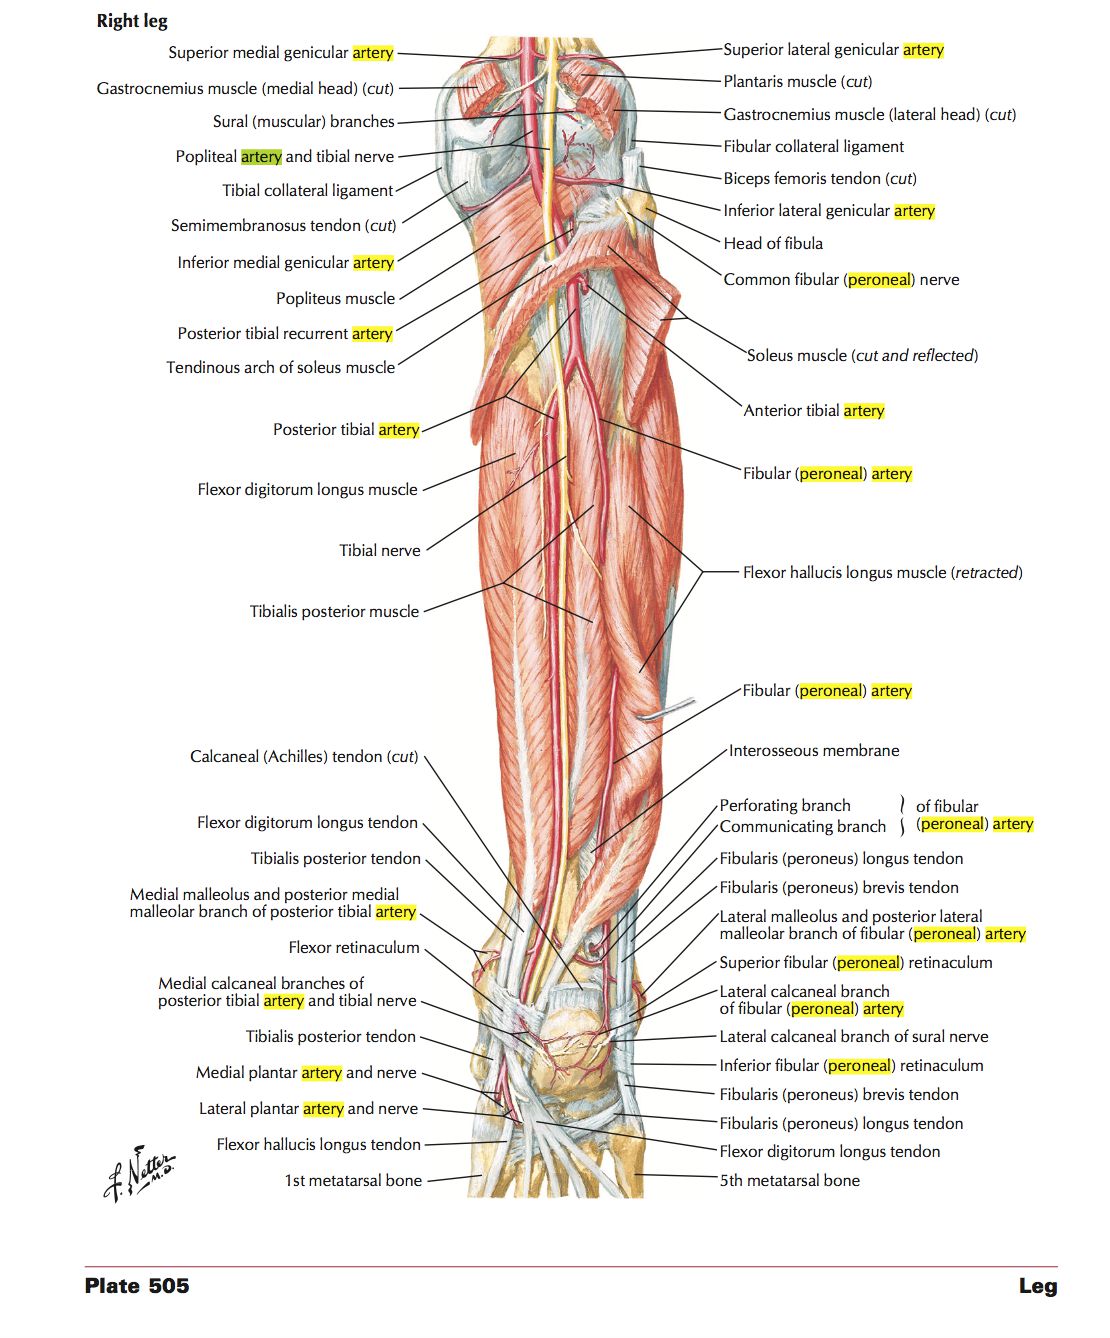 Right leg
Superior medial genicular artery
Gastrocnemius muscle (medial head) (cut)
Sural (muscular) branches
Popliteal artery and tibial nerve
Tibial collateral ligament
Semimembranosus tendon (cut)
Inferior medial genicular artery
Popliteus muscle
Posterior tibial recurrent artery
Tendinous arch of soleus muscle
Posterior tibial artery
Flexor digitorum longus muscle
Tibial nerve
Tibialis posterior muscle
Calcaneal (Achilles) tendon (cut)
Flexor digitorum longus tendon
Tibialis posterior tendon
Medial malleolus and posterior medial
malleolar branch of posterior tibial artery
Flexor retinaculum
Medial calcaneal branches of
posterior tibial artery and tibial nerve
Tibialis posterior tendon
Medial plantar artery and nerve
Lateral plantar artery and nerve
Flexor hallucis longus tendon
1st metatarsal bone
Superior lateral genicular artery
Plantaris muscle (cut)
Gastrocnemius muscle (lateral head) (cut)
Fibular collateral ligament
Biceps femoris tendon (cut)
Inferior lateral genicular artery
Head of fibula
Common fibular (peroneal) nerve
Soleus muscle (cut and reflected)
Anterior tibial artery
Fibular (peroneal) artery
Flexor hallucis longus muscle (retracted)
Fibular (peroneal) artery
Interosseous membrane
Perforating branch
Communicating branch
of fibular
(peroneal) artery
Fibularis (peroneus) longus tendon
Fibularis (peroneus) brevis tendon
Lateral malleolus and posterior lateral
malleolar branch of fibular (peroneal) artery
Superior fibular (peroneal) retinaculum
Lateral calcaneal branch
of fibular (peroneal) artery
Lateral calcaneal branch of sural nerve
Inferior fibular (peroneal) retinaculum
Fibularis (peroneus) brevis tendon
Fibularis (peroneus) longus tendon
Flexor digitorum longus tendon
5th metatarsal bone
F. Netter
M.D.
Plate 505
Leg